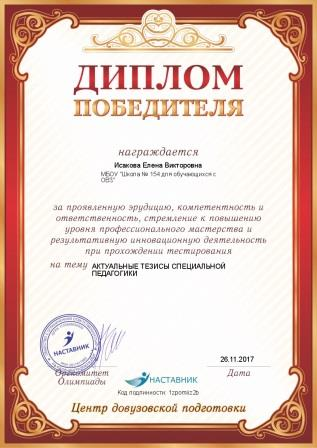 ДИПЛОМ
ПОБЕДИТЕЛЯ
награждается
Исакова Елена Викторовна
МБОУ "Школа № 154 для обучающихся с
ОВЗ"
за проявленную эрудицию, компетентность и
ответственность, стремление к повышению
уровня профессионального мастерства и
результативную инновационную деятельность
при прохождении тестирования
на тему АКТУАЛЬНЫЕ ТЕЗИСЫ СПЕЦИАЛЬНОЙ
ПЕДАГОГИКИ
НАСТАВНИК
26.11.2017
Оргкомитет
Олимпиады
НАСТАВНИК
Дата
Код подлинности:
Центр довузовской подготовки